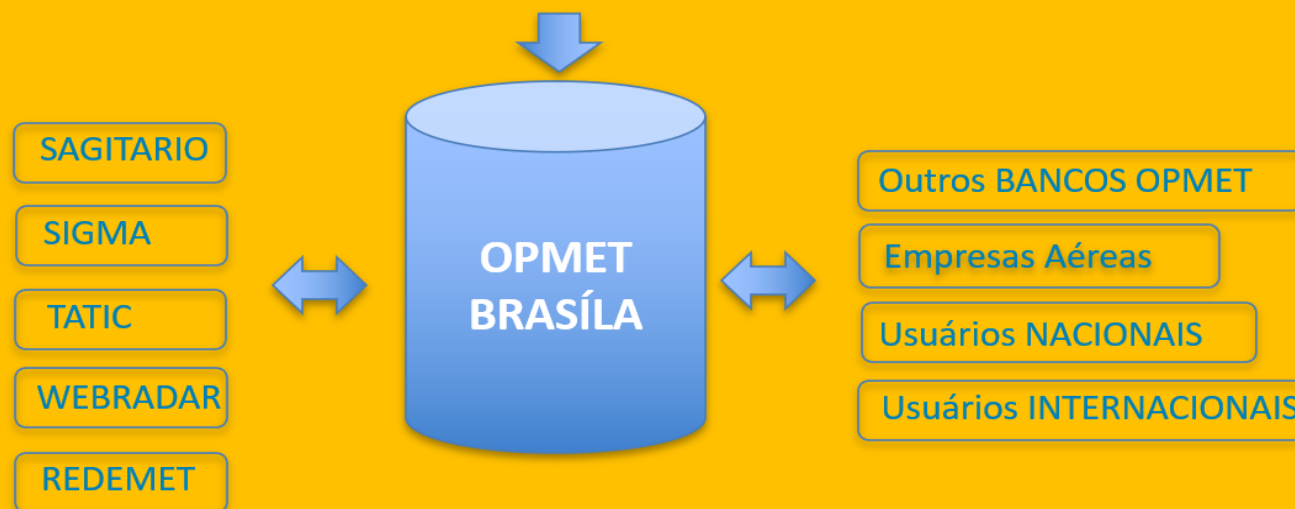 SAGITARIO
SIGMA
TATIC
WEBRADAR
REDEMET
OPMET
BRASÍLA
Outros BANCOS OPMET
Empresas Aéreas
Usuários NACIONAIS
Usuários INTERNACIONAIS